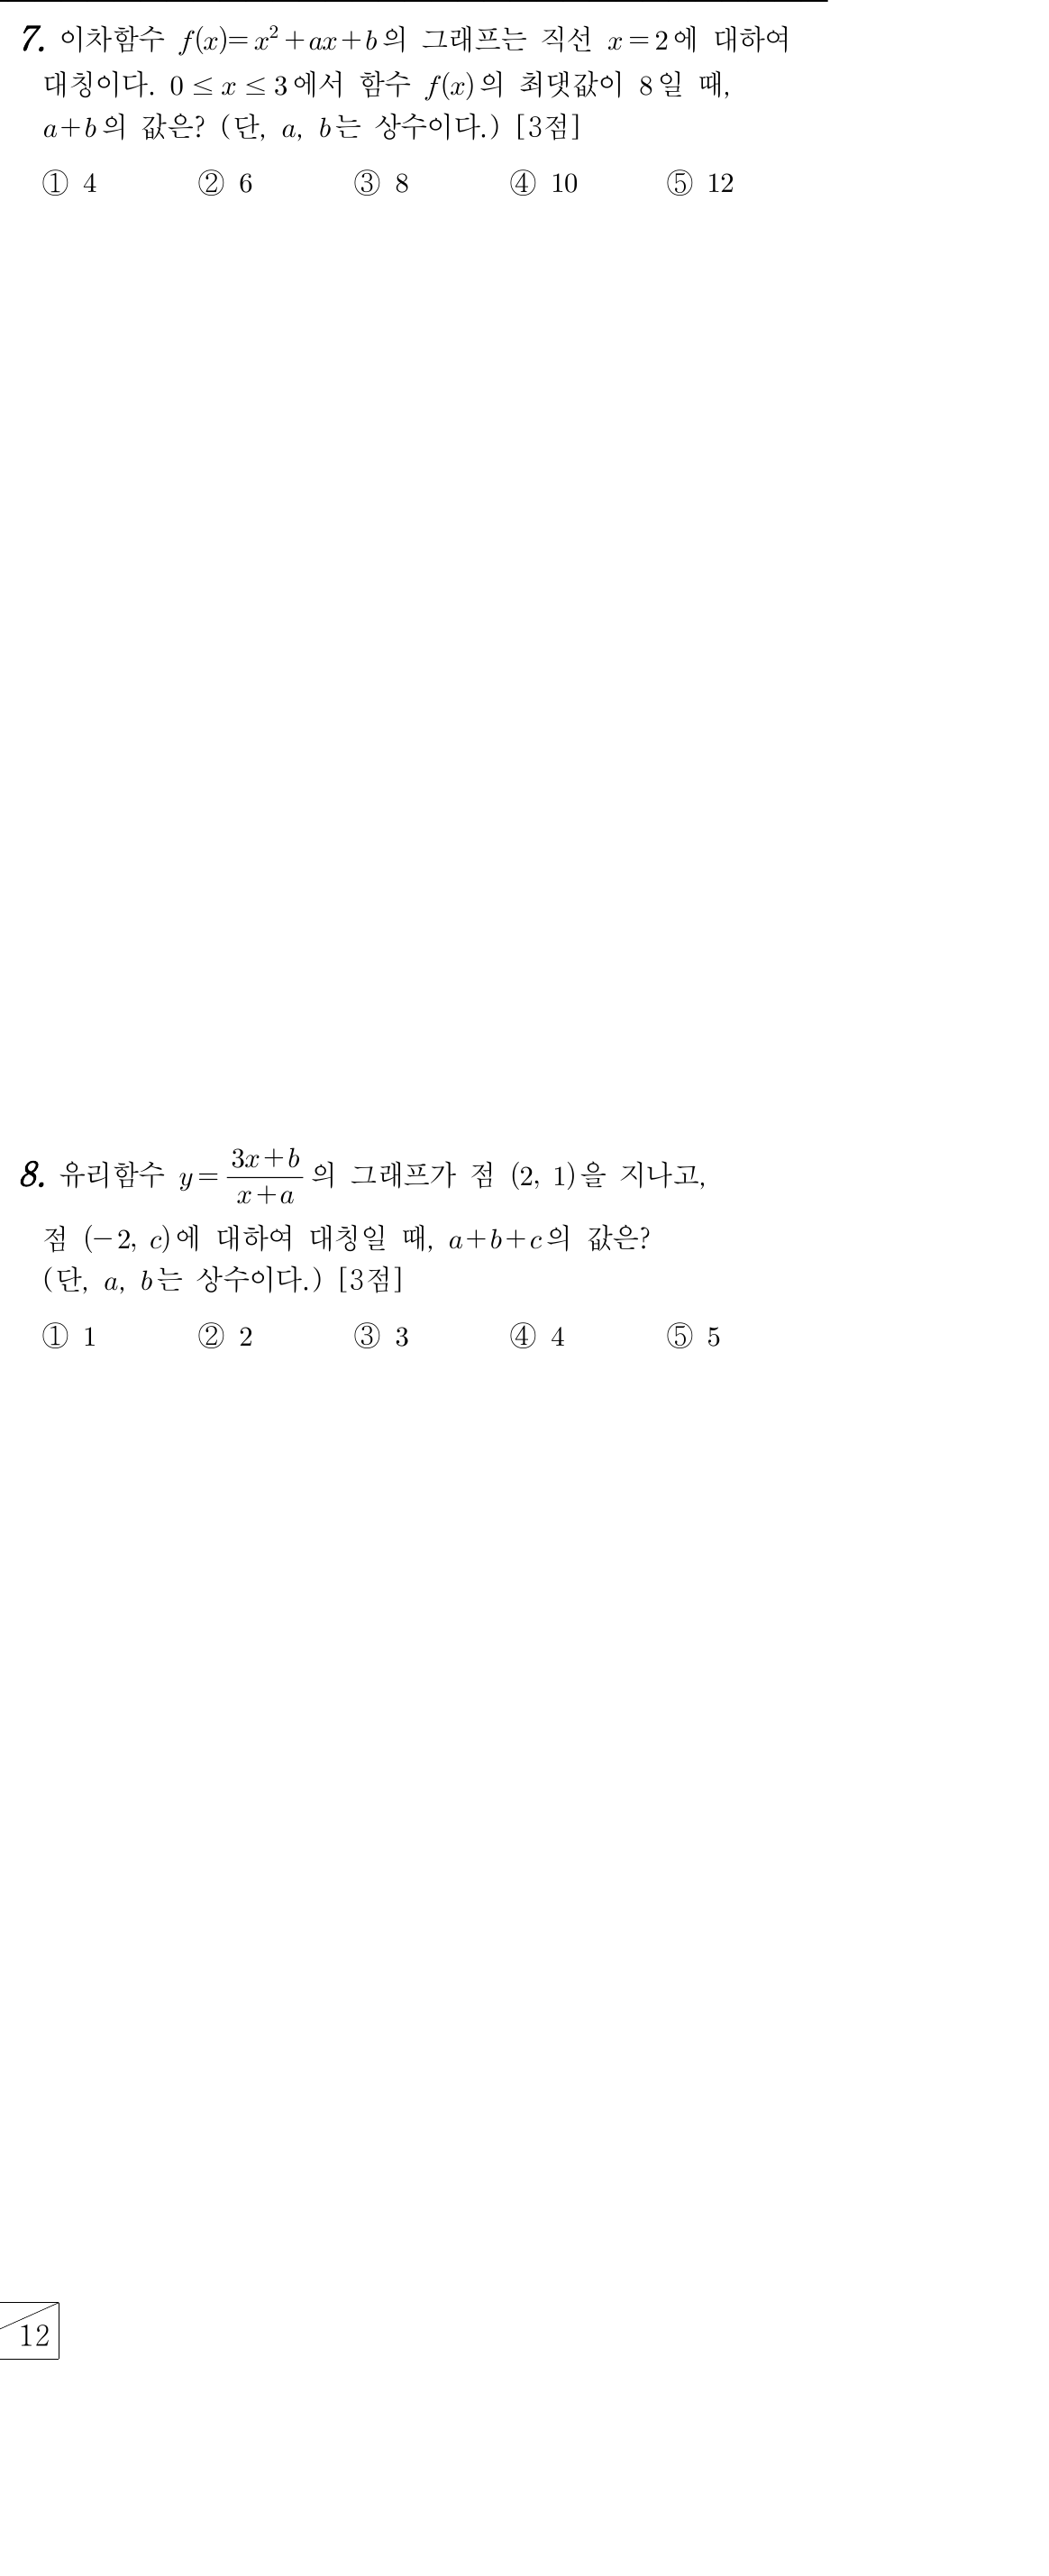 7. 이차함수 f(x)=x²+ax+b의 그래프는 직선 x=2에 대하여
대칭이다. 0 ≤ x ≤ 3에서 함수 f(x)의 최댓값이 8일 때,
a+b의 값은? (단, a, b는 상수이다.) [3점]
① 4 ② 6 ③ 8 ④ 10 ⑤ 12
8. 유리함수 y=\frac{3x+b}{x+a}의 그래프가 점 (2, 1)을 지나고,
점 (−2, c)에 대하여 대칭일 때, a+b+c의 값은?
(단, a, b는 상수이다.) [3점]
① 1 ② 2 ③ 3 ④ 4 ⑤ 5
12